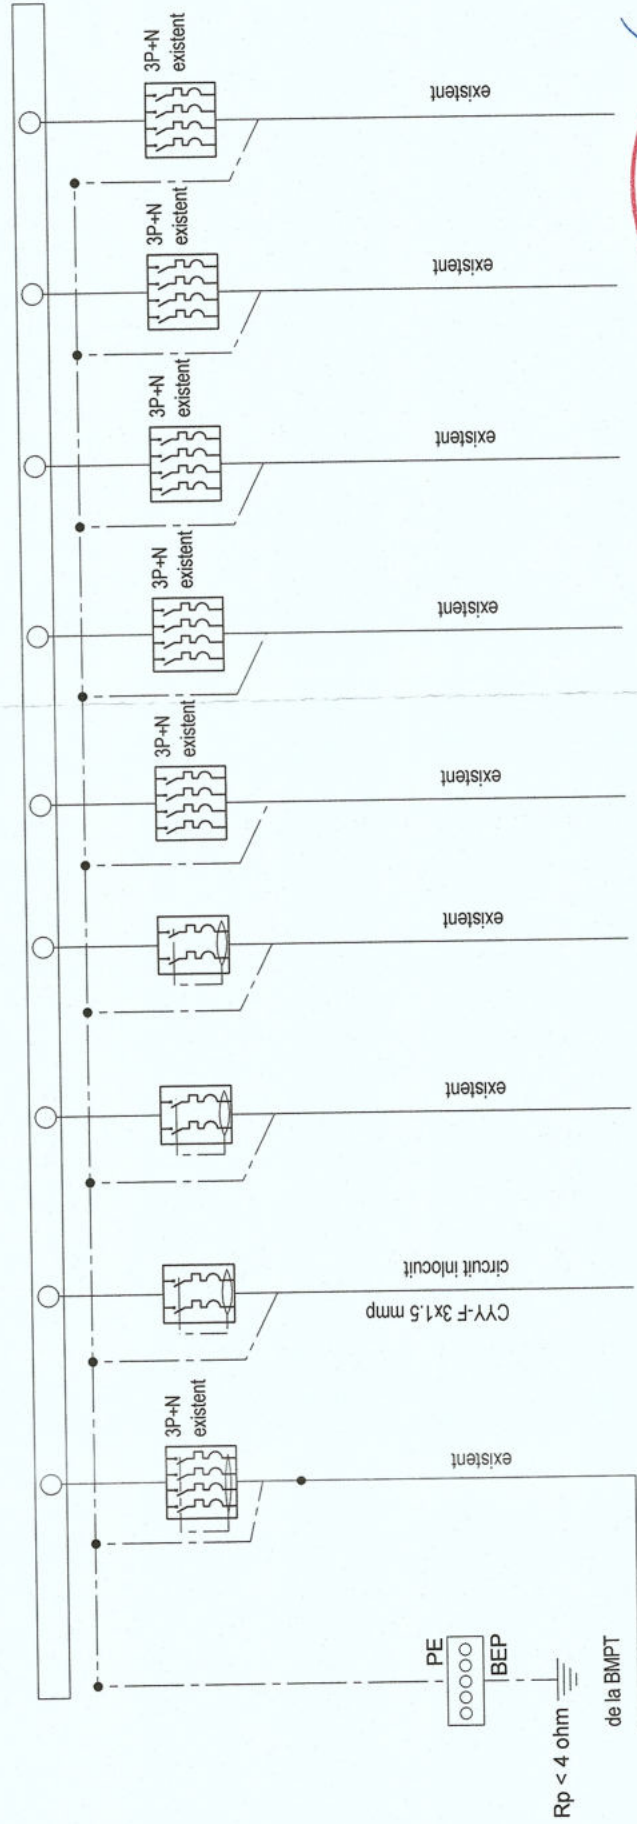 3P+N
existent
existent
3P+N
existent
existent
3P+N
existent
existent
3P+N
existent
existent
3P+N
existent
existent
existent
existent
circuit inlocuit
CYY-F 3x1.5 mmp
3P+N
existent
existent
PE
BEP
Rp < 4 ohm
de la BMPT